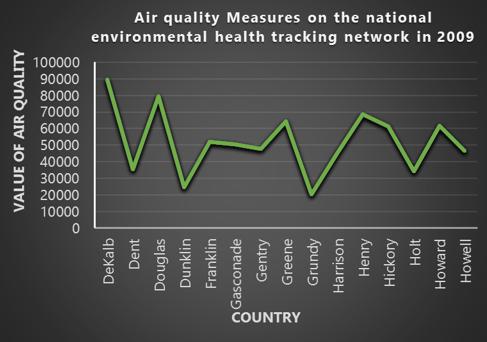 Air quality Measures on the national
environmental health tracking network in 2009
VALUE OF AIR QUALITY
100000
90000
80000
70000
60000
50000
40000
30000
20000
10000
0
DeKalb
Dent
Douglas
Dunklin
Franklin
Gasconade
Gentry
Greene
Grundy
Harrison
Henry
Hickory
Holt
Howard
Howell
COUNTRY